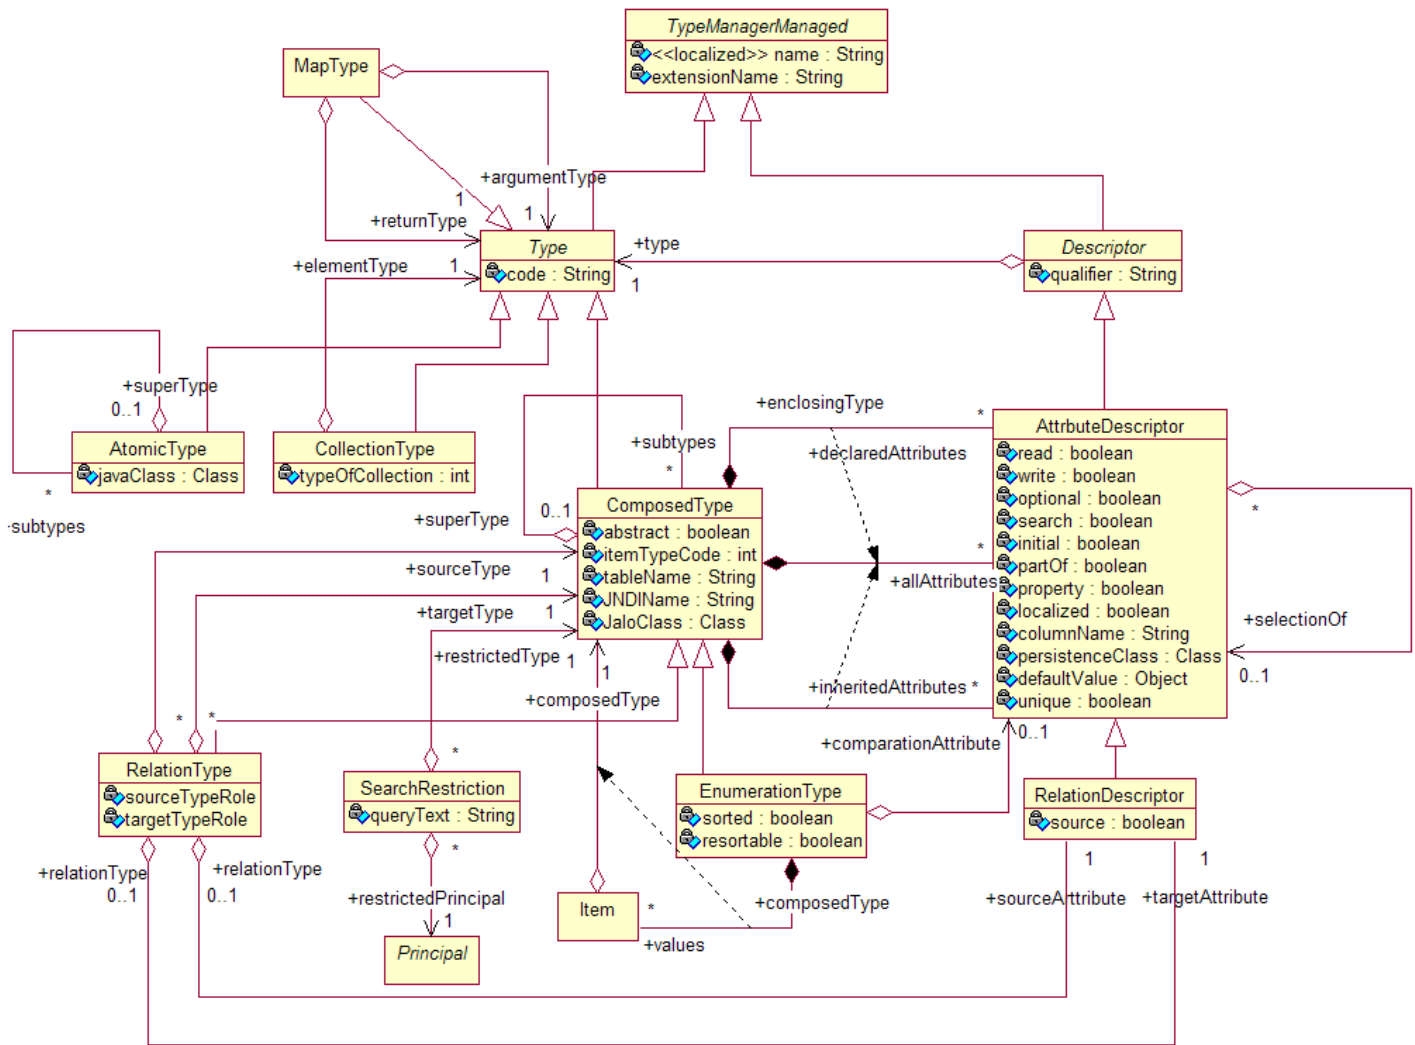 TypeManagerManaged
<<localized>> name : String
extensionName : String
MapType
+argumentType
1
1
+returnType
1
+elementType
Type
code : String
+type
1
Descriptor
qualifier : String
+superType
0..1
AtomicType
javaClass : Class
*
-subtypes
CollectionType
typeOfCollection : int
+subtypes
*
+superType
0..1
ComposedType
abstract : boolean
itemTypeCode : int
tableName : String
JNDIName : String
JaloClass : Class
+enclosingType
*
+declaredAttributes
*
+allAttributes
+inheritedAttributes *
AttrbuteDescriptor
read : boolean
write : boolean
optional : boolean
search : boolean
initial : boolean
partOf : boolean
property : boolean
localized : boolean
columnName : String
persistenceClass : Class
defaultValue : Object
unique : boolean
*
+selectionOf
0..1
+sourceType
1
+targetType
1
+restrictedType
1
1
+composedType
+comparationAttribute
0..1
*
*
*
RelationType
sourceTypeRole
targetTypeRole
SearchRestriction
queryText : String
EnumerationType
sorted : boolean
resortable : boolean
RelationDescriptor
source : boolean
+relationType
0..1
+relationType
0..1
*
+restrictedPrincipal
1
Principal
Item
*
+values
+composedType
1
+sourceArttribute
1
+targetAttribute